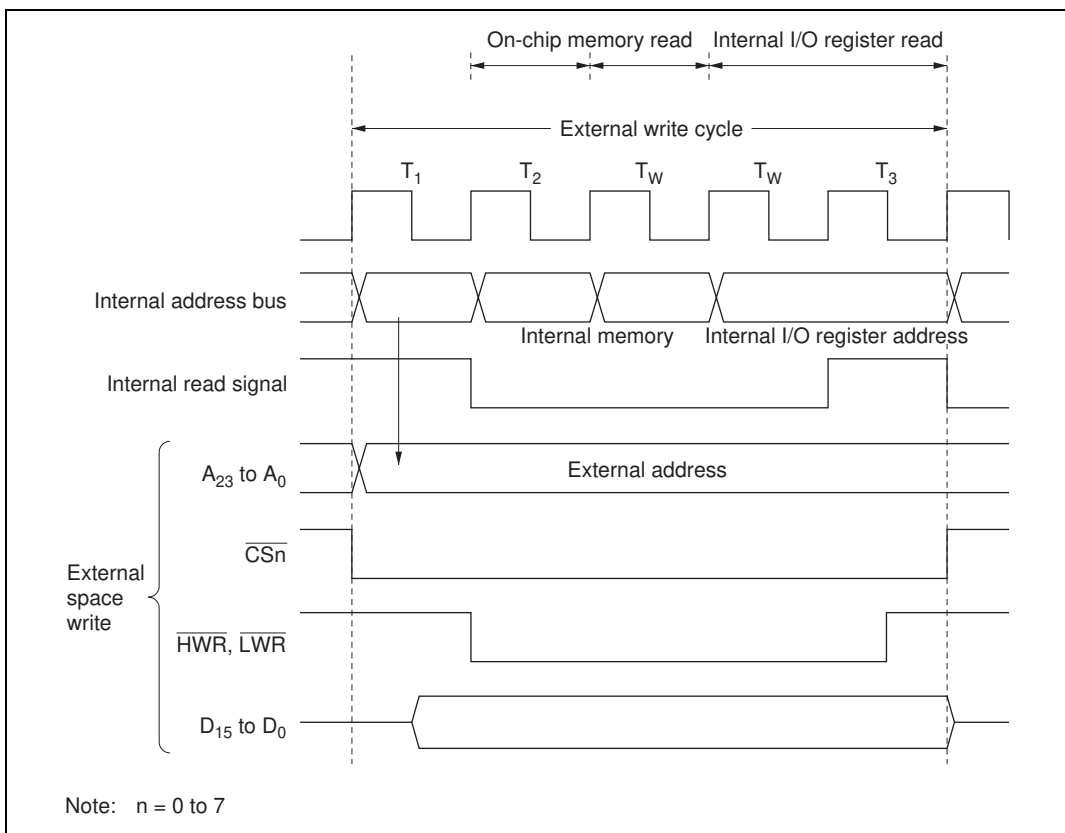 On-chip memory read Internal I/O register read
External write cycle
T1 T2 TW TW T3
Internal address bus
Internal memory Internal I/O register address
Internal read signal
A23 to A0
External address
CSn
External
space
write
HWR, LWR
D15 to D0
Note: n = 0 to 7